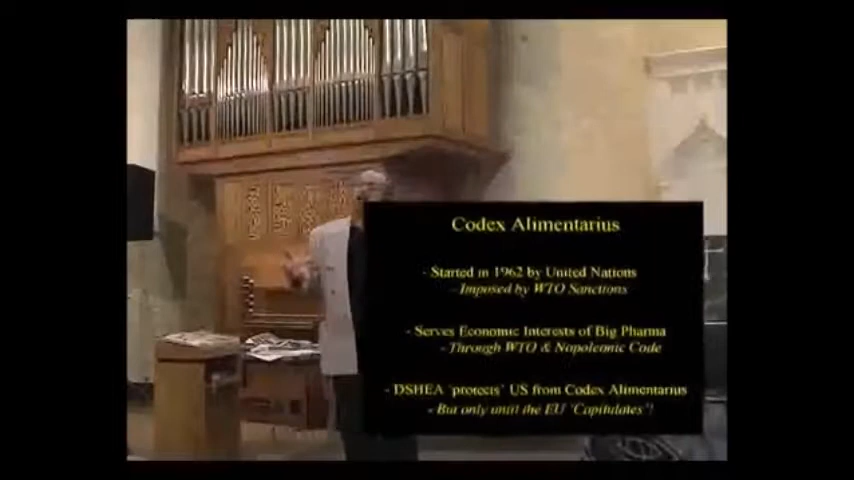 Codex Alimentarius
- Started in 1962 by United Nations
- Imposed by WTO Sanctions
- Serves Economic Interests of Big Pharma
- Through WTO & Napoleonic Code
- DSHEA 'protects' US from Codex Alimentarius
- But only until the EU 'Capitulates'!